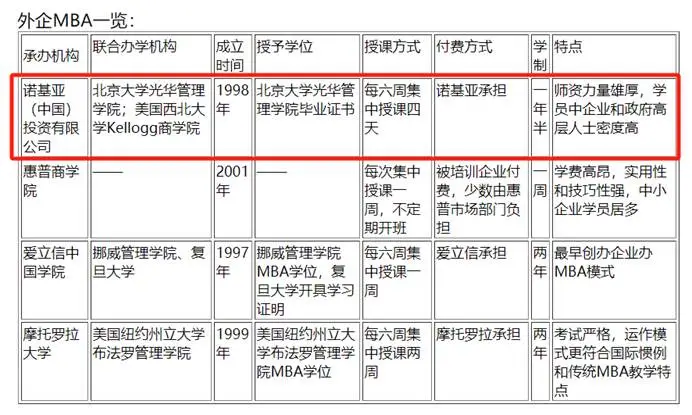 外企MBA一览：
承办机构 联合办学机构 成立时间 授予学位 授课方式 付费方式 学制 特点
诺基亚（中国）投资有限公司 北京大学光华管理学院；美国西北大学Kellogg商学院 1998年 北京大学光华管理学院毕业证书 每六周集中授课四天 诺基亚承担 一年半 师资力量雄厚，学员中企业和政府高层人士密度高
惠普商学院 —— 2001年 —— 每次集中授课一周，不定期开班 被培训企业付费，少数由惠普市场部门负担 一周 学费高昂，实用性和技巧性强，中小企业学员居多
爱立信中国学院 挪威管理学院、复旦大学 1997年 挪威管理学院MBA学位，复旦大学开具学习证明 每六周集中授课一周 爱立信承担 两年 最早创办企业办MBA模式
摩托罗拉大学 美国纽约州立大学布法罗管理学院 1999年 美国纽约州立大学布法罗管理学院MBA学位 每六周集中授课两周 摩托罗拉承担 两年 考试严格，运作模式更符合国际惯例和传统MBA教学特点